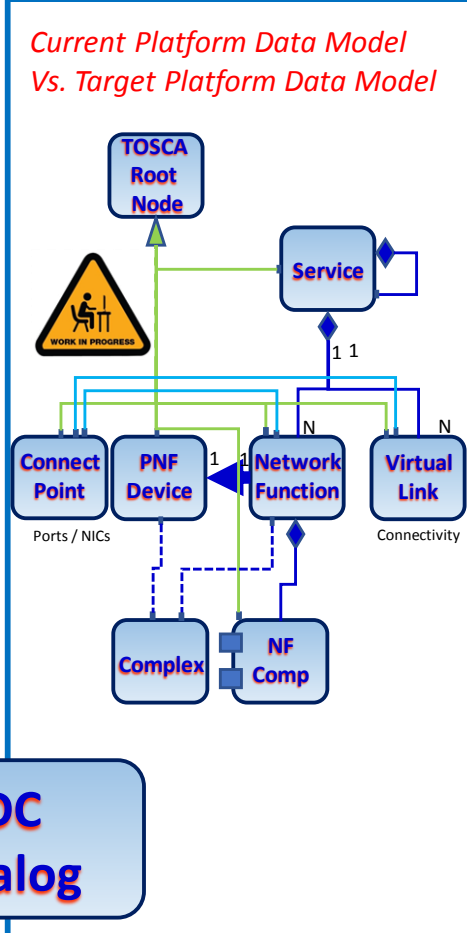 Current Platform Data Model
Vs. Target Platform Data Model
TOSCA
Root
Node
Service
WORK IN PROGRESS
1 1
N
N
Connect
Point
PNF
Device
1
1
Network
Function
Virtual
Link
Ports / NICs
Connectivity
Complex
NF
Comp
DC
alog